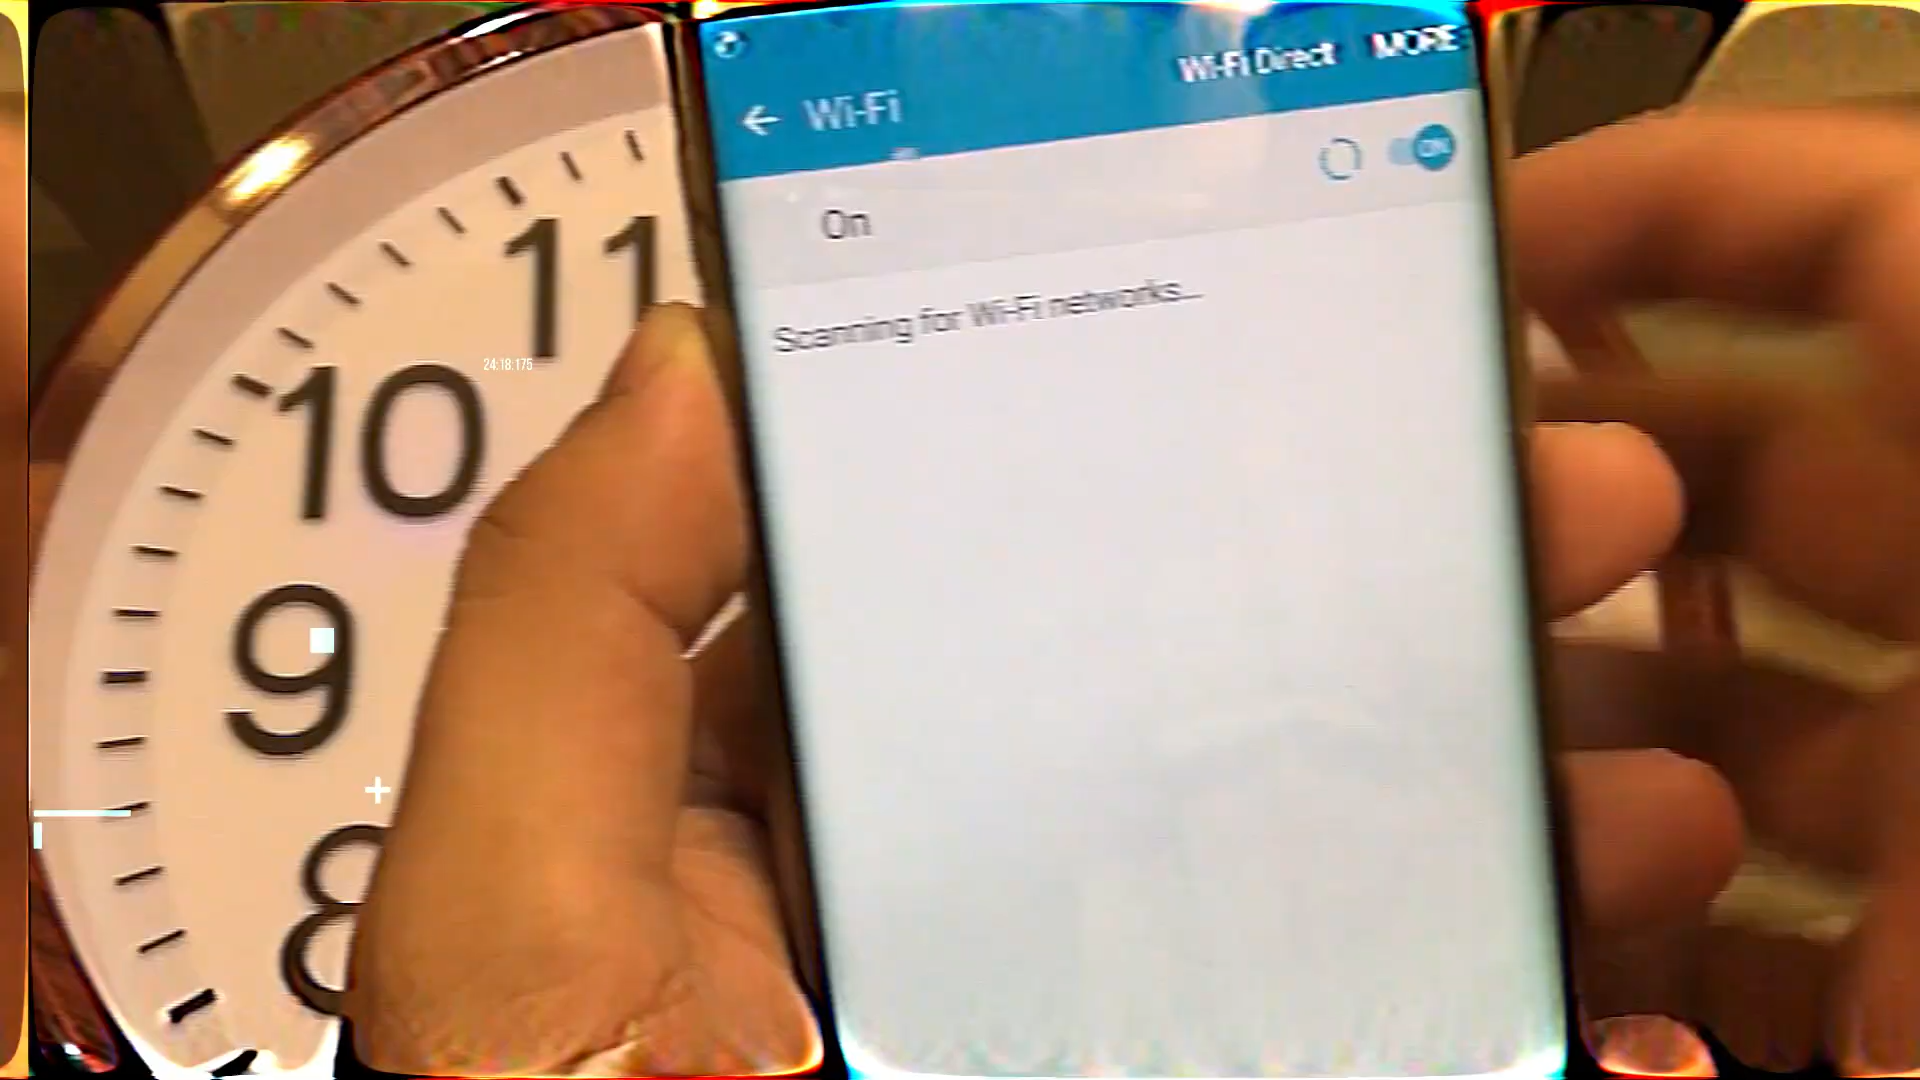 Wi-Fi Direct MORE
Wi-Fi
ON
On
Scanning for Wi-Fi networks...
11
10
24:18.175
9
8